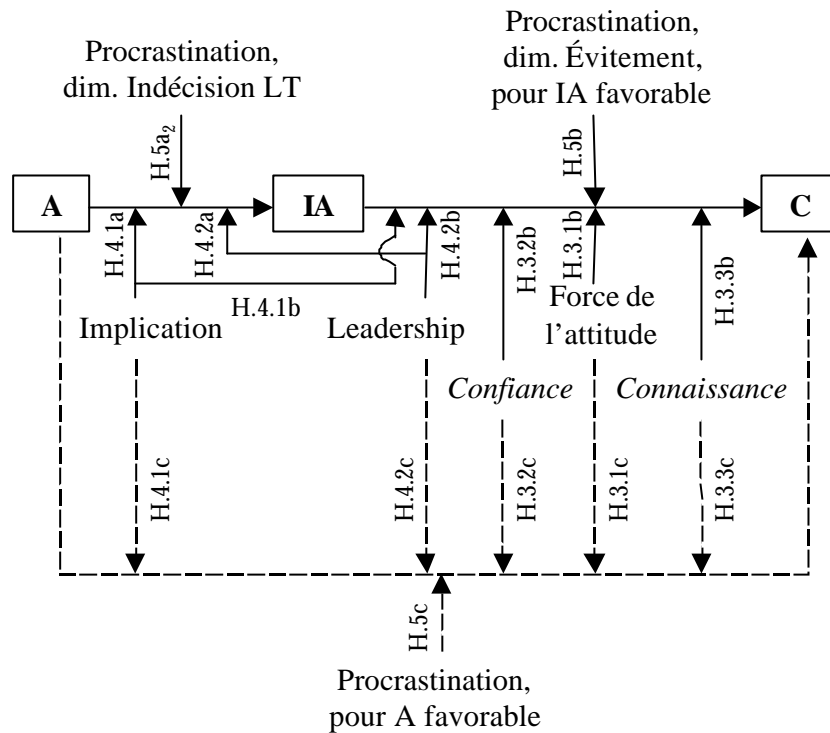 Procrastination,
dim. Indécision LT
Procrastination,
dim. Évitement,
pour IA favorable
H.5a₂
H.5b
A
IA
C
H.4.1a
H.4.2a
H.4.2b
H.3.2b
H.3.1b
H.3.3b
H.4.1b
Implication
Leadership
Force de
l’attitude
Confiance
Connaissance
H.4.1c
H.4.2c
H.3.2c
H.3.1c
H.3.3c
H.5c
Procrastination,
pour A favorable